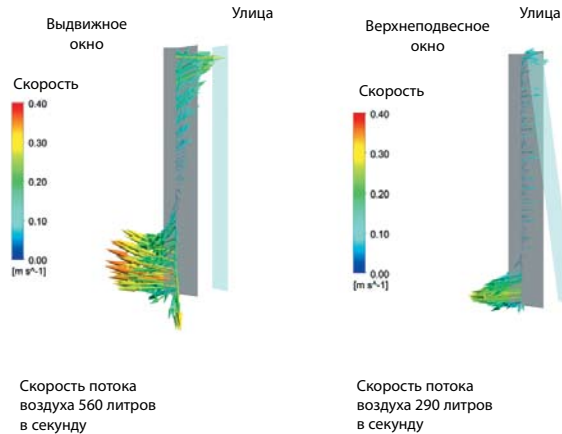 Выдвижное
окно
Улица
Скорость
0.40
0.30
0.20
0.10
0.00
[m s^-1]
Скорость потока
воздуха 560 литров
в секунду
Верхнеподвесное
окно
Улица
Скорость
0.40
0.30
0.20
0.10
0.00
[m s^-1]
Скорость потока
воздуха 290 литров
в секунду